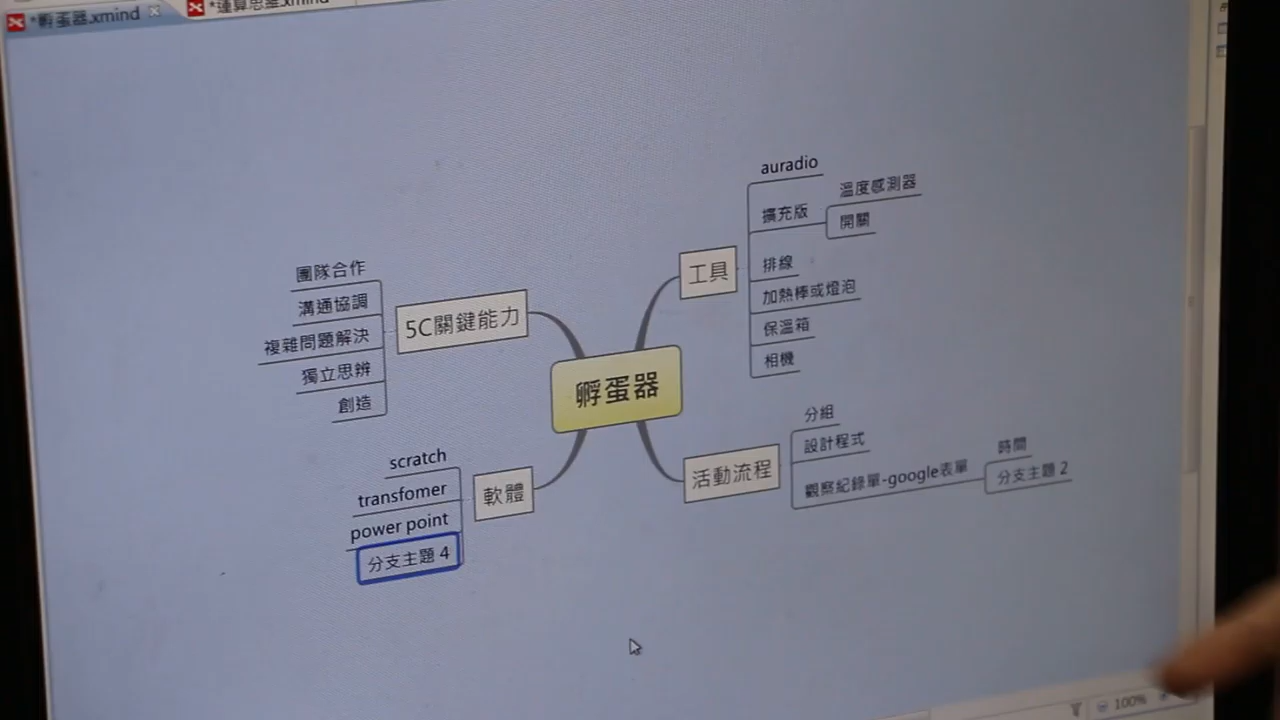 *孵蛋器.xmind
*運算思維.xmind
孵蛋器
5C關鍵能力
團隊合作
溝通協調
複雜問題解決
獨立思辨
創造
軟體
scratch
transfomer
power point
分支主題 4
工具
auradio
擴充版
溫度感測器
開關
排線
加熱棒或燈泡
保溫箱
相機
活動流程
分組
設計程式
觀察紀錄單-google表單
時間
分支主題 2
100%